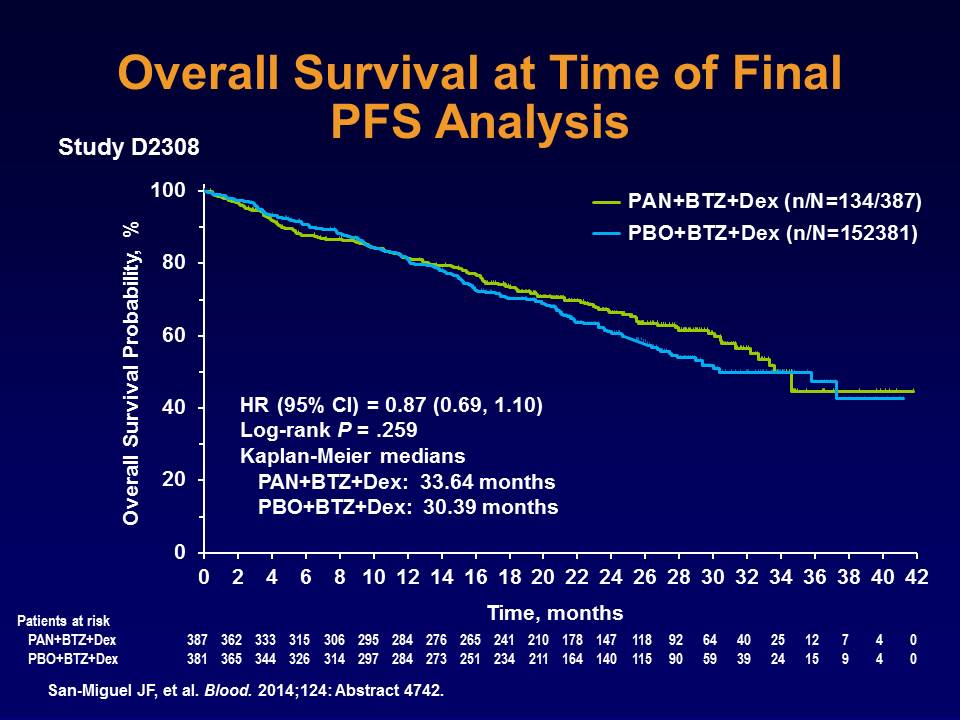 Overall Survival at Time of Final
PFS Analysis
Study D2308
PAN+BTZ+Dex (n/N=134/387)
PBO+BTZ+Dex (n/N=152381)
Overall Survival Probability, %
100
80
60
40
20
0
HR (95% CI) = 0.87 (0.69, 1.10)
Log-rank P = .259
Kaplan-Meier medians
PAN+BTZ+Dex: 33.64 months
PBO+BTZ+Dex: 30.39 months
0 2 4 6 8 10 12 14 16 18 20 22 24 26 28 30 32 34 36 38 40 42
Time, months
Patients at risk
PAN+BTZ+Dex 387 362 333 315 306 295 284 276 265 241 210 178 147 118 92 64 40 25 12 7 4 0
PBO+BTZ+Dex 381 365 344 326 314 297 284 273 251 234 211 164 140 115 90 59 39 24 15 9 4 0
San-Miguel JF, et al. Blood. 2014;124: Abstract 4742.